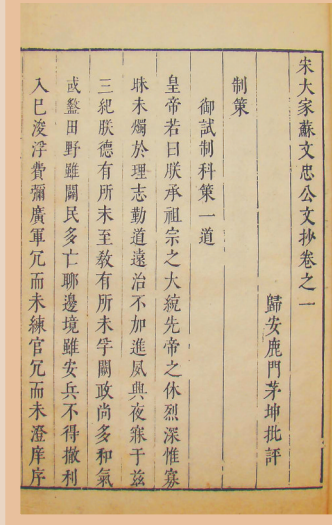 宋大家蘇文忠公文抄卷之一
歸安鹿門茅坤批評
制策
御試制科策一道
皇帝若曰朕承祖宗之大統先帝之休烈深惟寡
昧未燭於理志勤道遠治不加進夙興夜寐于茲
三紀朕德有所未至敎有所未孚闕政尚多和氣
或盭田野雖闢民多亡聊邊境雖安兵不得撤利
入已浚浮費彌廣軍冗而未練官冗而未澄庠序